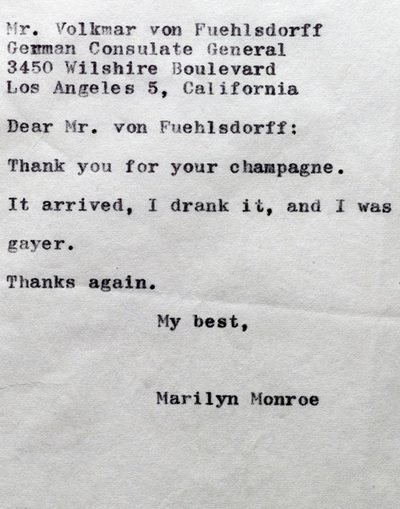 Mr. Volkmar von Fuehlsdorff
German Consulate General
3450 Wilshire Boulevard
Los Angeles 5, California
Dear Mr. von Fuehlsdorff:
Thank you for your champagne.
It arrived, I drank it, and I was
gayer.
Thanks again.
My best,
Marilyn Monroe